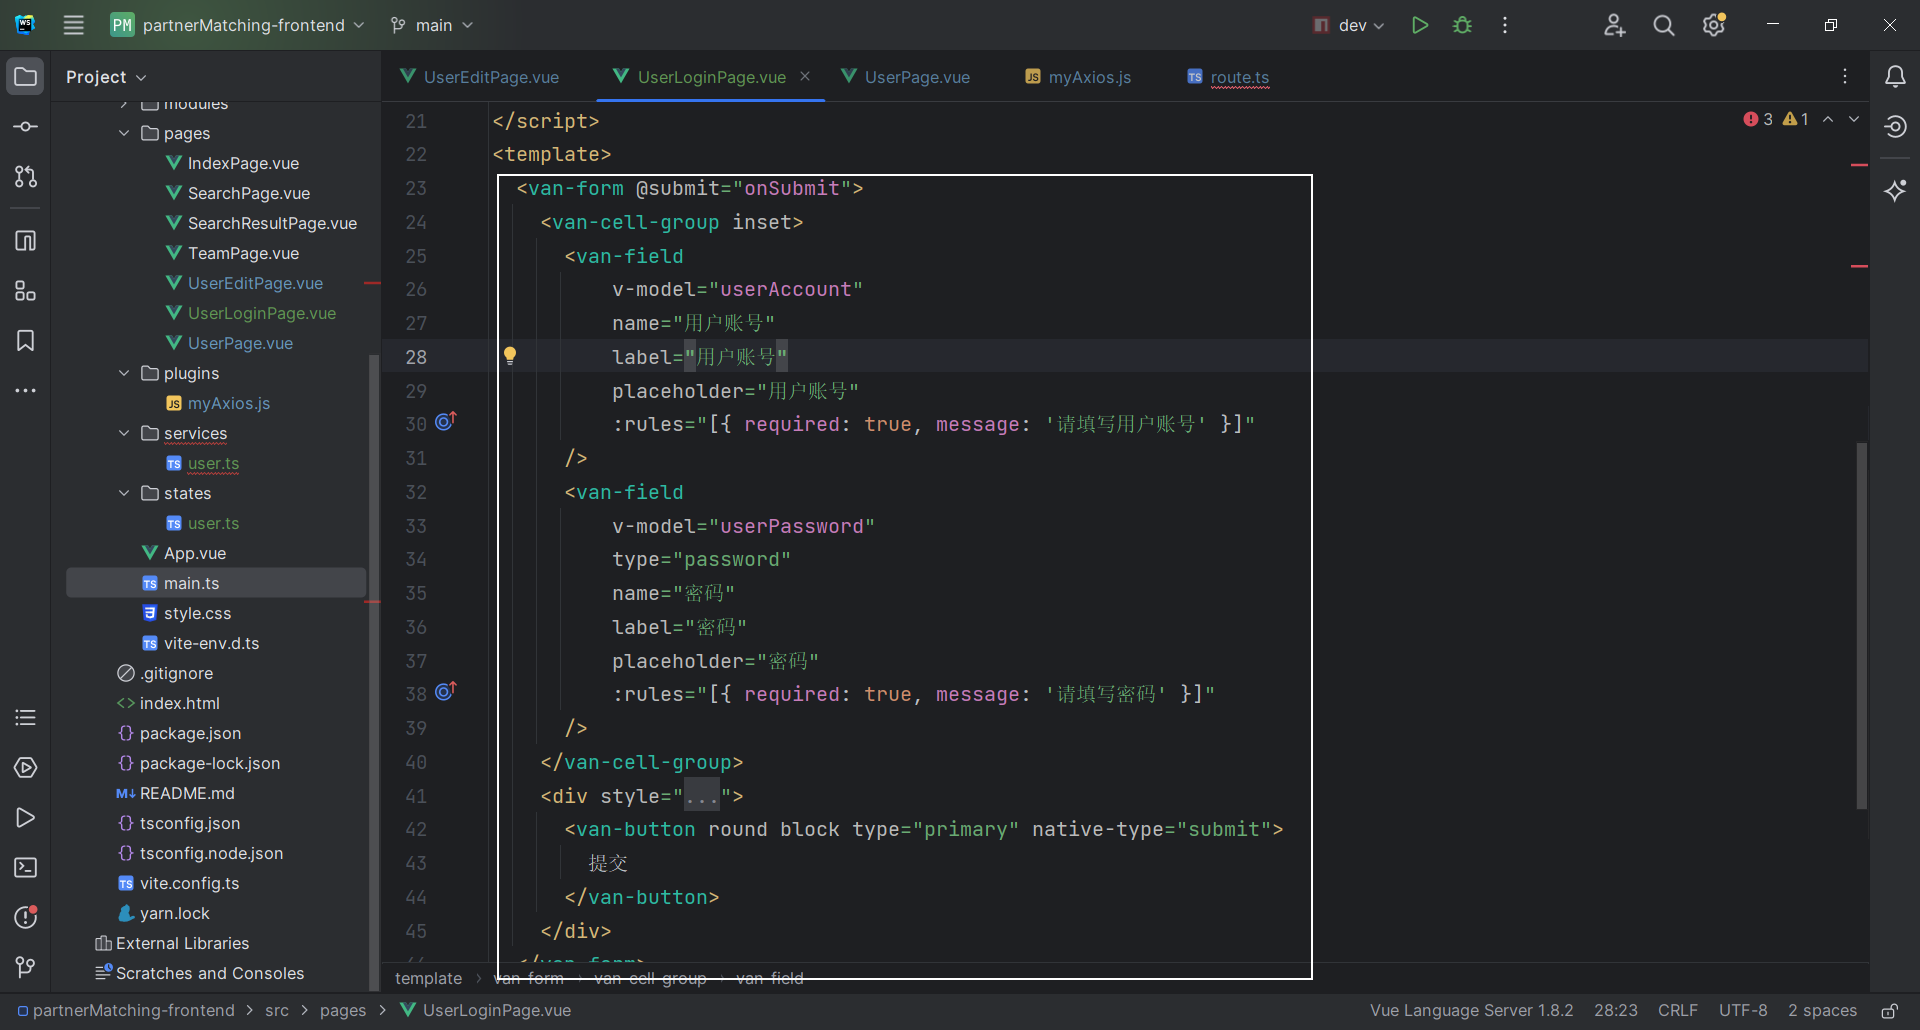 PM partnerMatching-frontend main dev
Project
UserEditPage.vue UserLoginPage.vue UserPage.vue JS myAxios.js TS route.ts
modules
pages
IndexPage.vue
SearchPage.vue
SearchResultPage.vue
TeamPage.vue
UserEditPage.vue
UserLoginPage.vue
UserPage.vue
plugins
JS myAxios.js
services
TS user.ts
states
TS user.ts
App.vue
TS main.ts
style.css
TS vite-env.d.ts
.gitignore
<> index.html
{} package.json
{} package-lock.json
M↓ README.md
{} tsconfig.json
{} tsconfig.node.json
TS vite.config.ts
yarn.lock
External Libraries
Scratches and Consoles
3 1
21 </script>
22 <template>
23 <van-form @submit="onSubmit">
24 <van-cell-group inset>
25 <van-field
26 v-model="userAccount"
27 name="用户账号"
28 label="用户账号"
29 placeholder="用户账号"
30 :rules="[{ required: true, message: '请填写用户账号' }]"
31 />
32 <van-field
33 v-model="userPassword"
34 type="password"
35 name="密码"
36 label="密码"
37 placeholder="密码"
38 :rules="[{ required: true, message: '请填写密码' }]"
39 />
40 </van-cell-group>
41 <div style="...">
42 <van-button round block type="primary" native-type="submit">
43 提交
44 </van-button>
45 </div>
</van-form>
template > van-form > van-cell-group > van-field
partnerMatching-frontend > src > pages > UserLoginPage.vue
Vue Language Server 1.8.2 28:23 CRLF UTF-8 2 spaces